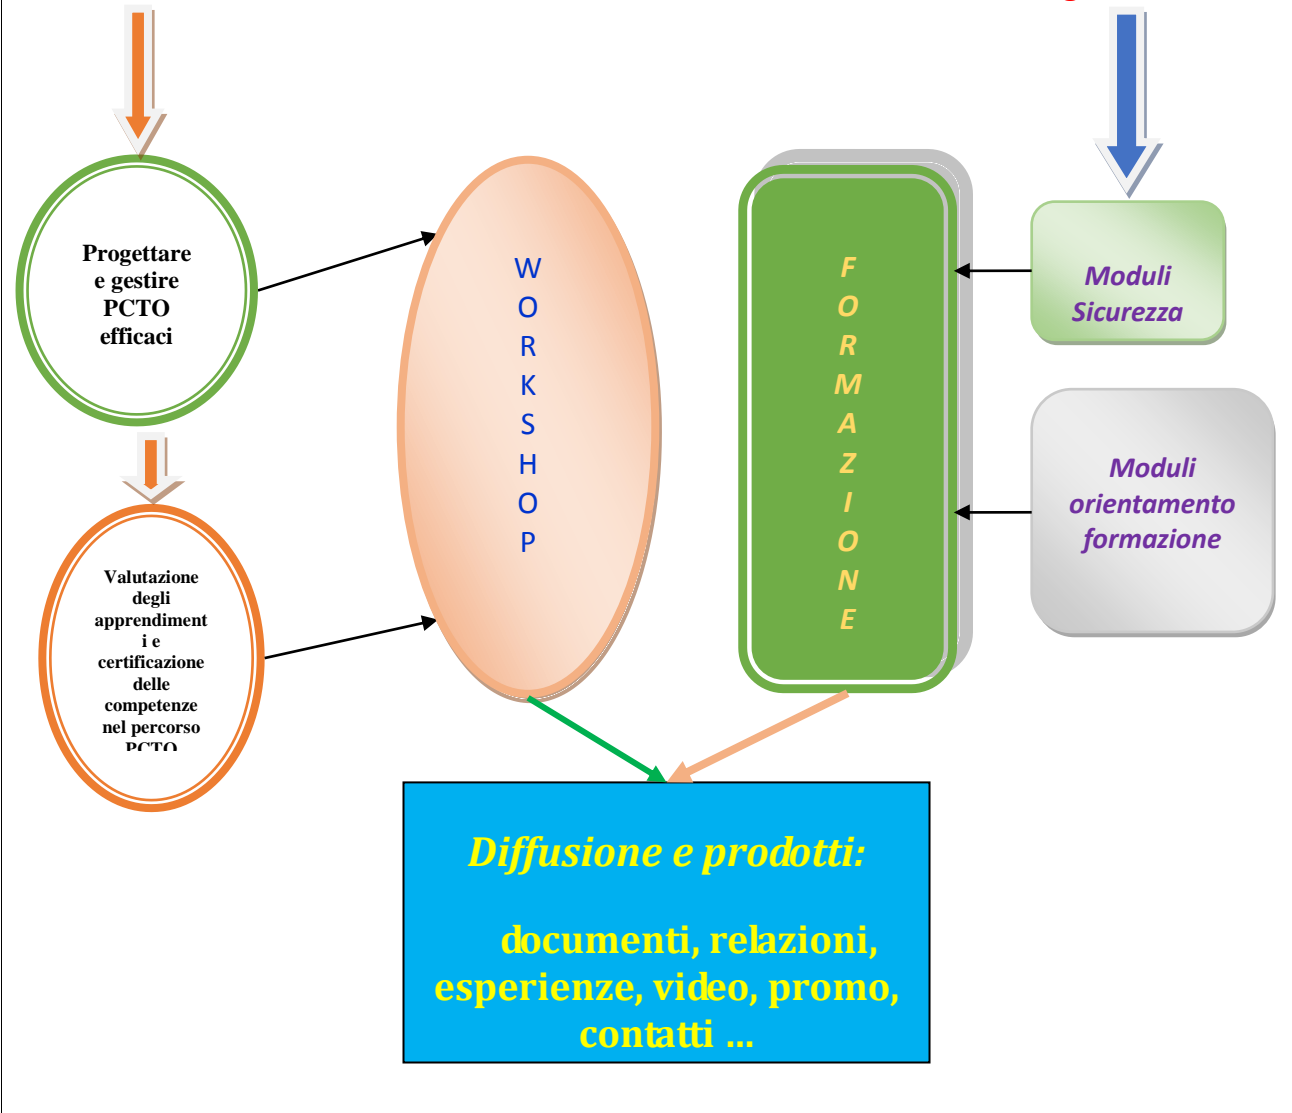 Progettare
e gestire
PCTO
efficaci
Valutazione
degli
apprendiment
i e
certificazione
delle
competenze
nel percorso
PCTO
W
O
R
K
S
H
O
P
F
O
R
M
A
Z
I
O
N
E
Moduli
Sicurezza
Moduli
orientamento
formazione
Diffusione e prodotti:
documenti, relazioni,
esperienze, video, promo,
contatti ...